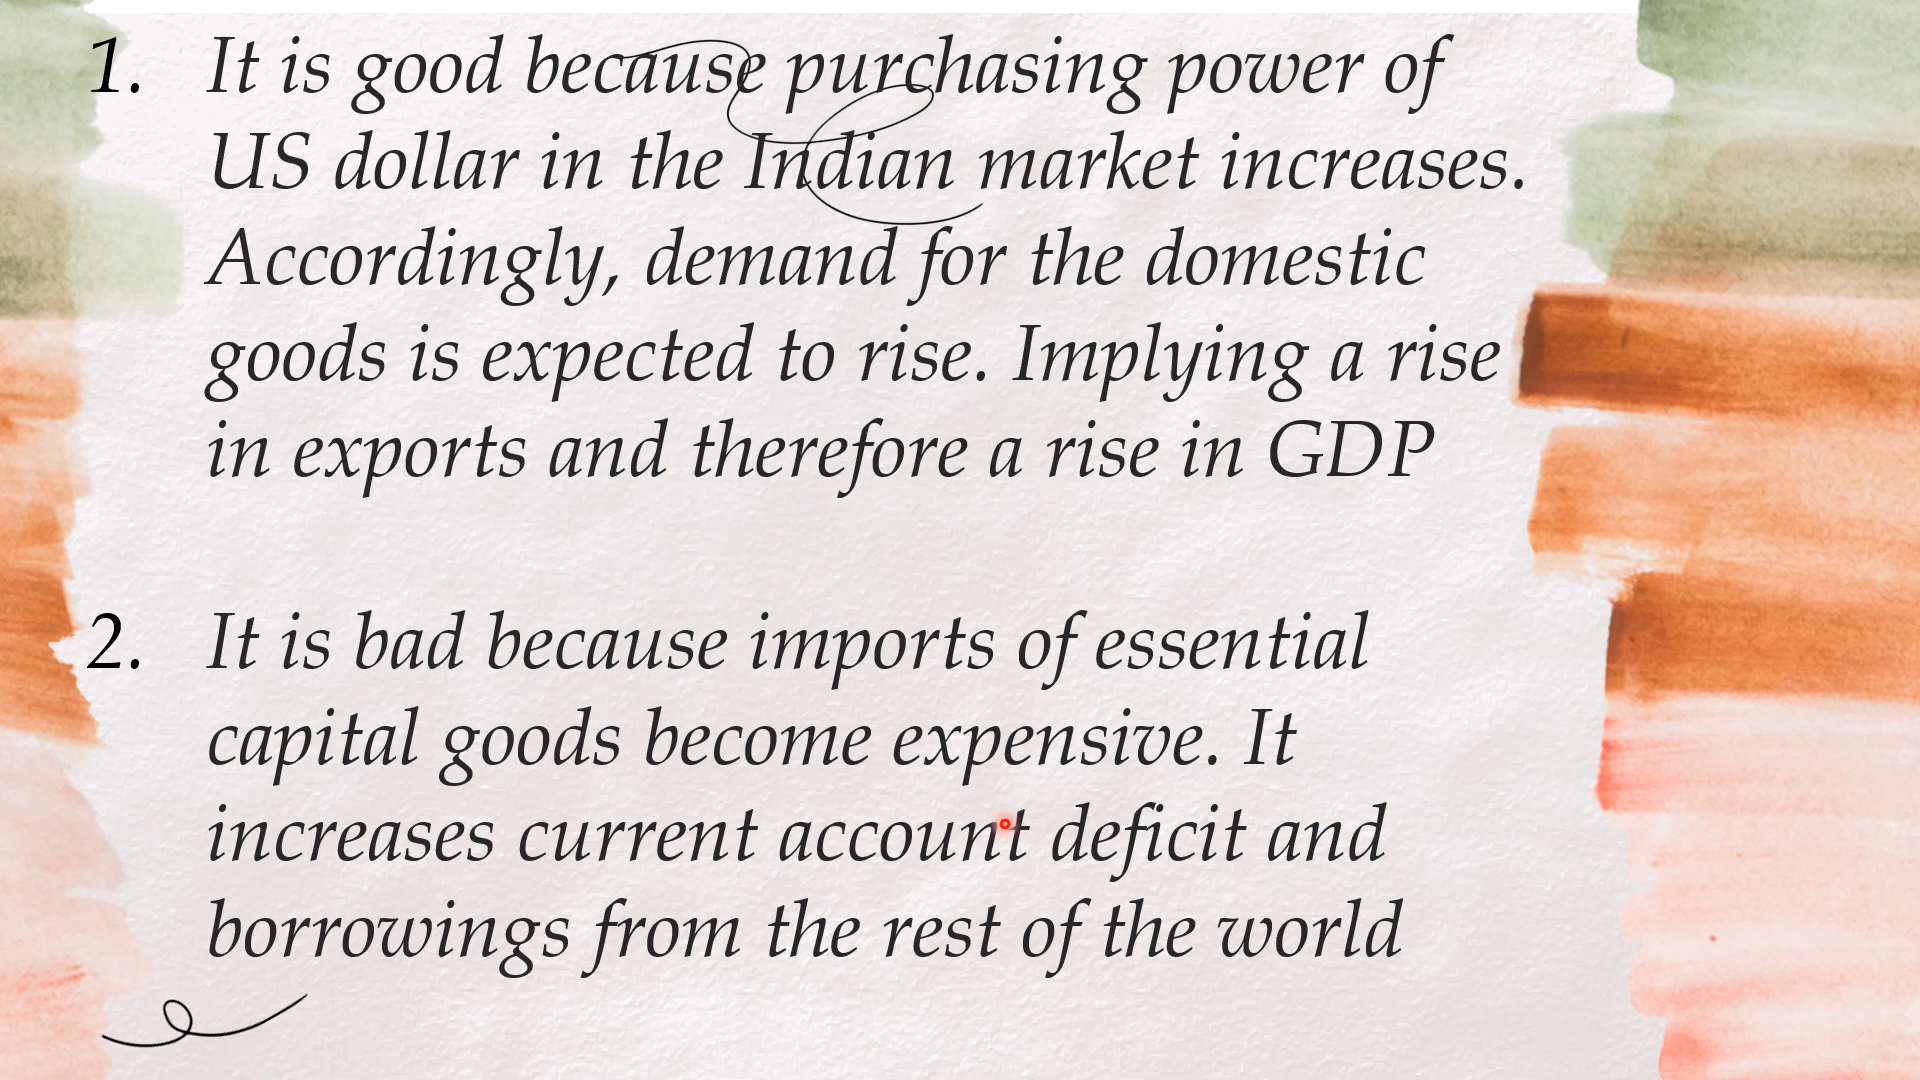 1. It is good because purchasing power of
US dollar in the Indian market increases.
Accordingly, demand for the domestic
goods is expected to rise. Implying a rise
in exports and therefore a rise in GDP
2. It is bad because imports of essential
capital goods become expensive. It
increases current account deficit and
borrowings from the rest of the world